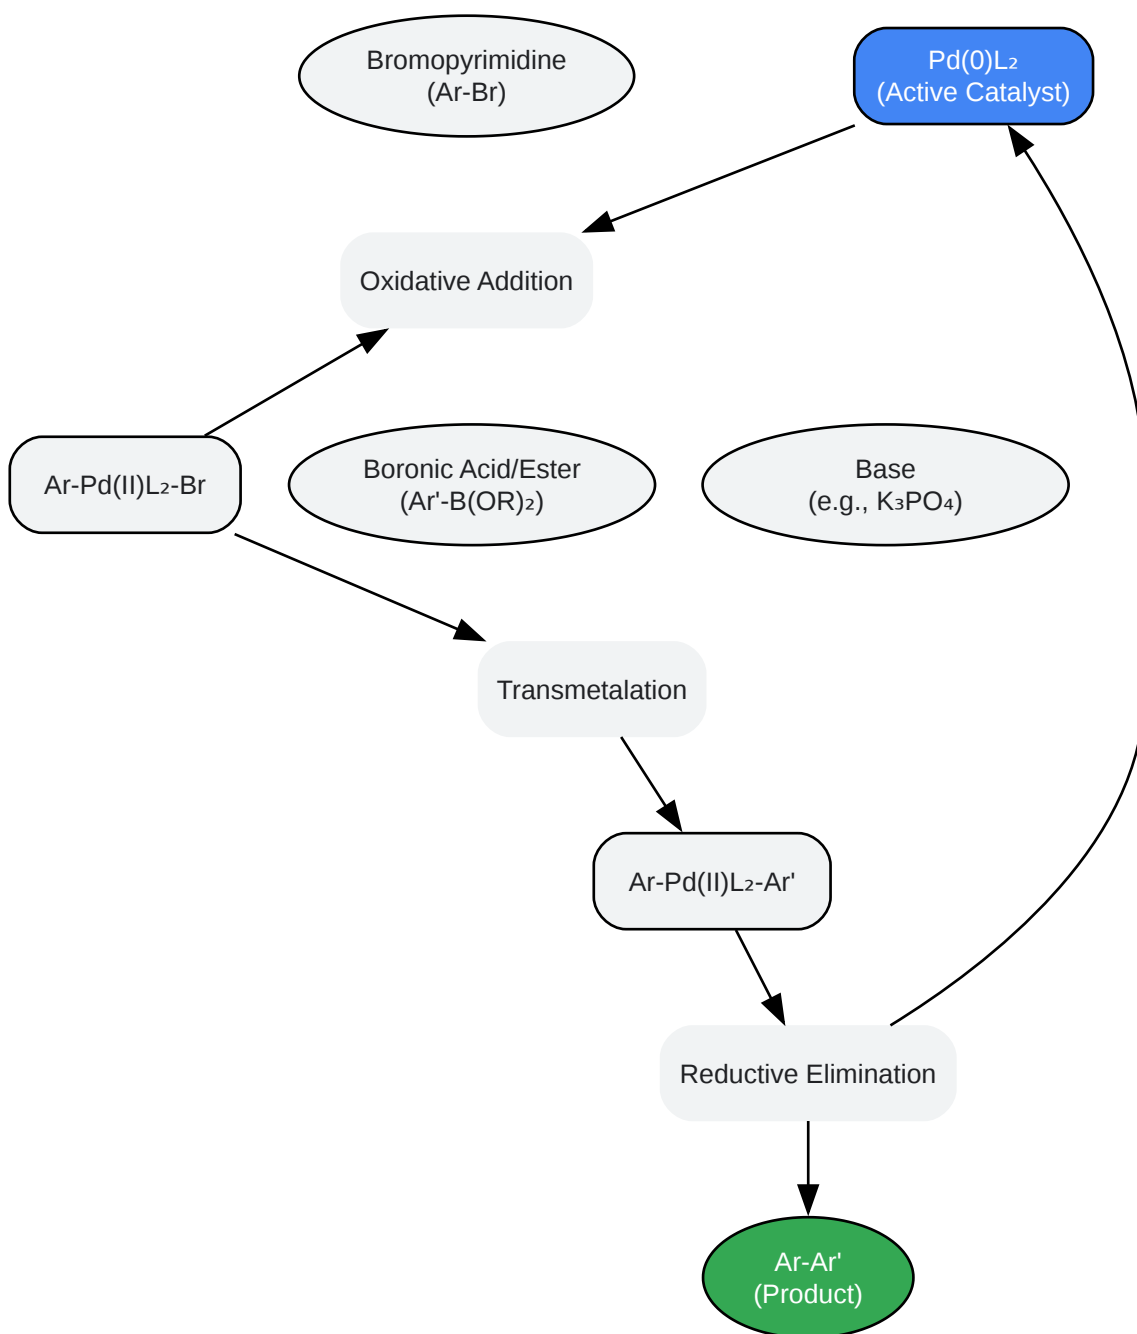 Bromopyrimidine
(Ar-Br)
Pd(0)L₂
(Active Catalyst)
Oxidative Addition
Ar-Pd(II)L₂-Br
Boronic Acid/Ester
(Ar'-B(OR)₂)
Base
(e.g., K₃PO₄)
Transmetalation
Ar-Pd(II)L₂-Ar'
Reductive Elimination
Ar-Ar'
(Product)